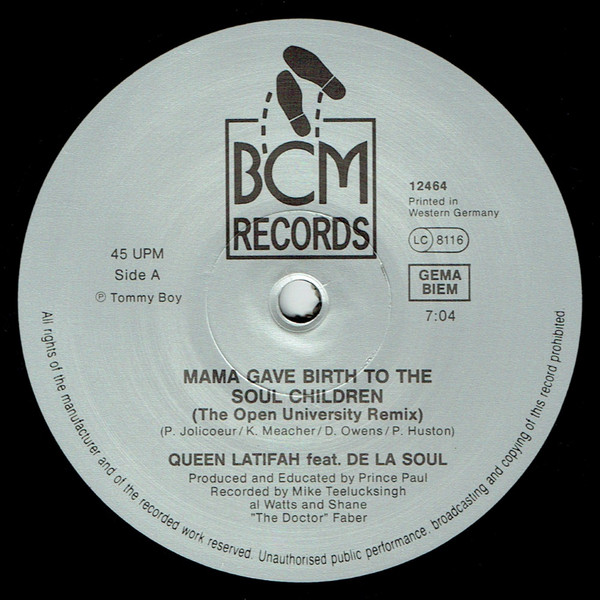 BCM
RECORDS
12464
Printed in
Western Germany
LC 8116
GEMA
BIEM
7:04
45 UPM
Side A
Ⓟ Tommy Boy
MAMA GAVE BIRTH TO THE
SOUL CHILDREN
(The Open University Remix)
(P. Jolicoeur/K. Meacher/D. Owens/P. Huston)
QUEEN LATIFAH feat. DE LA SOUL
Produced and Educated by Prince Paul
Recorded by Mike Teelucksingh
al Watts and Shane
"The Doctor" Faber
All rights of the manufacturer and of the owner of the recorded work reserved. Unauthorised public performance, broadcasting and copying of this record prohibited.